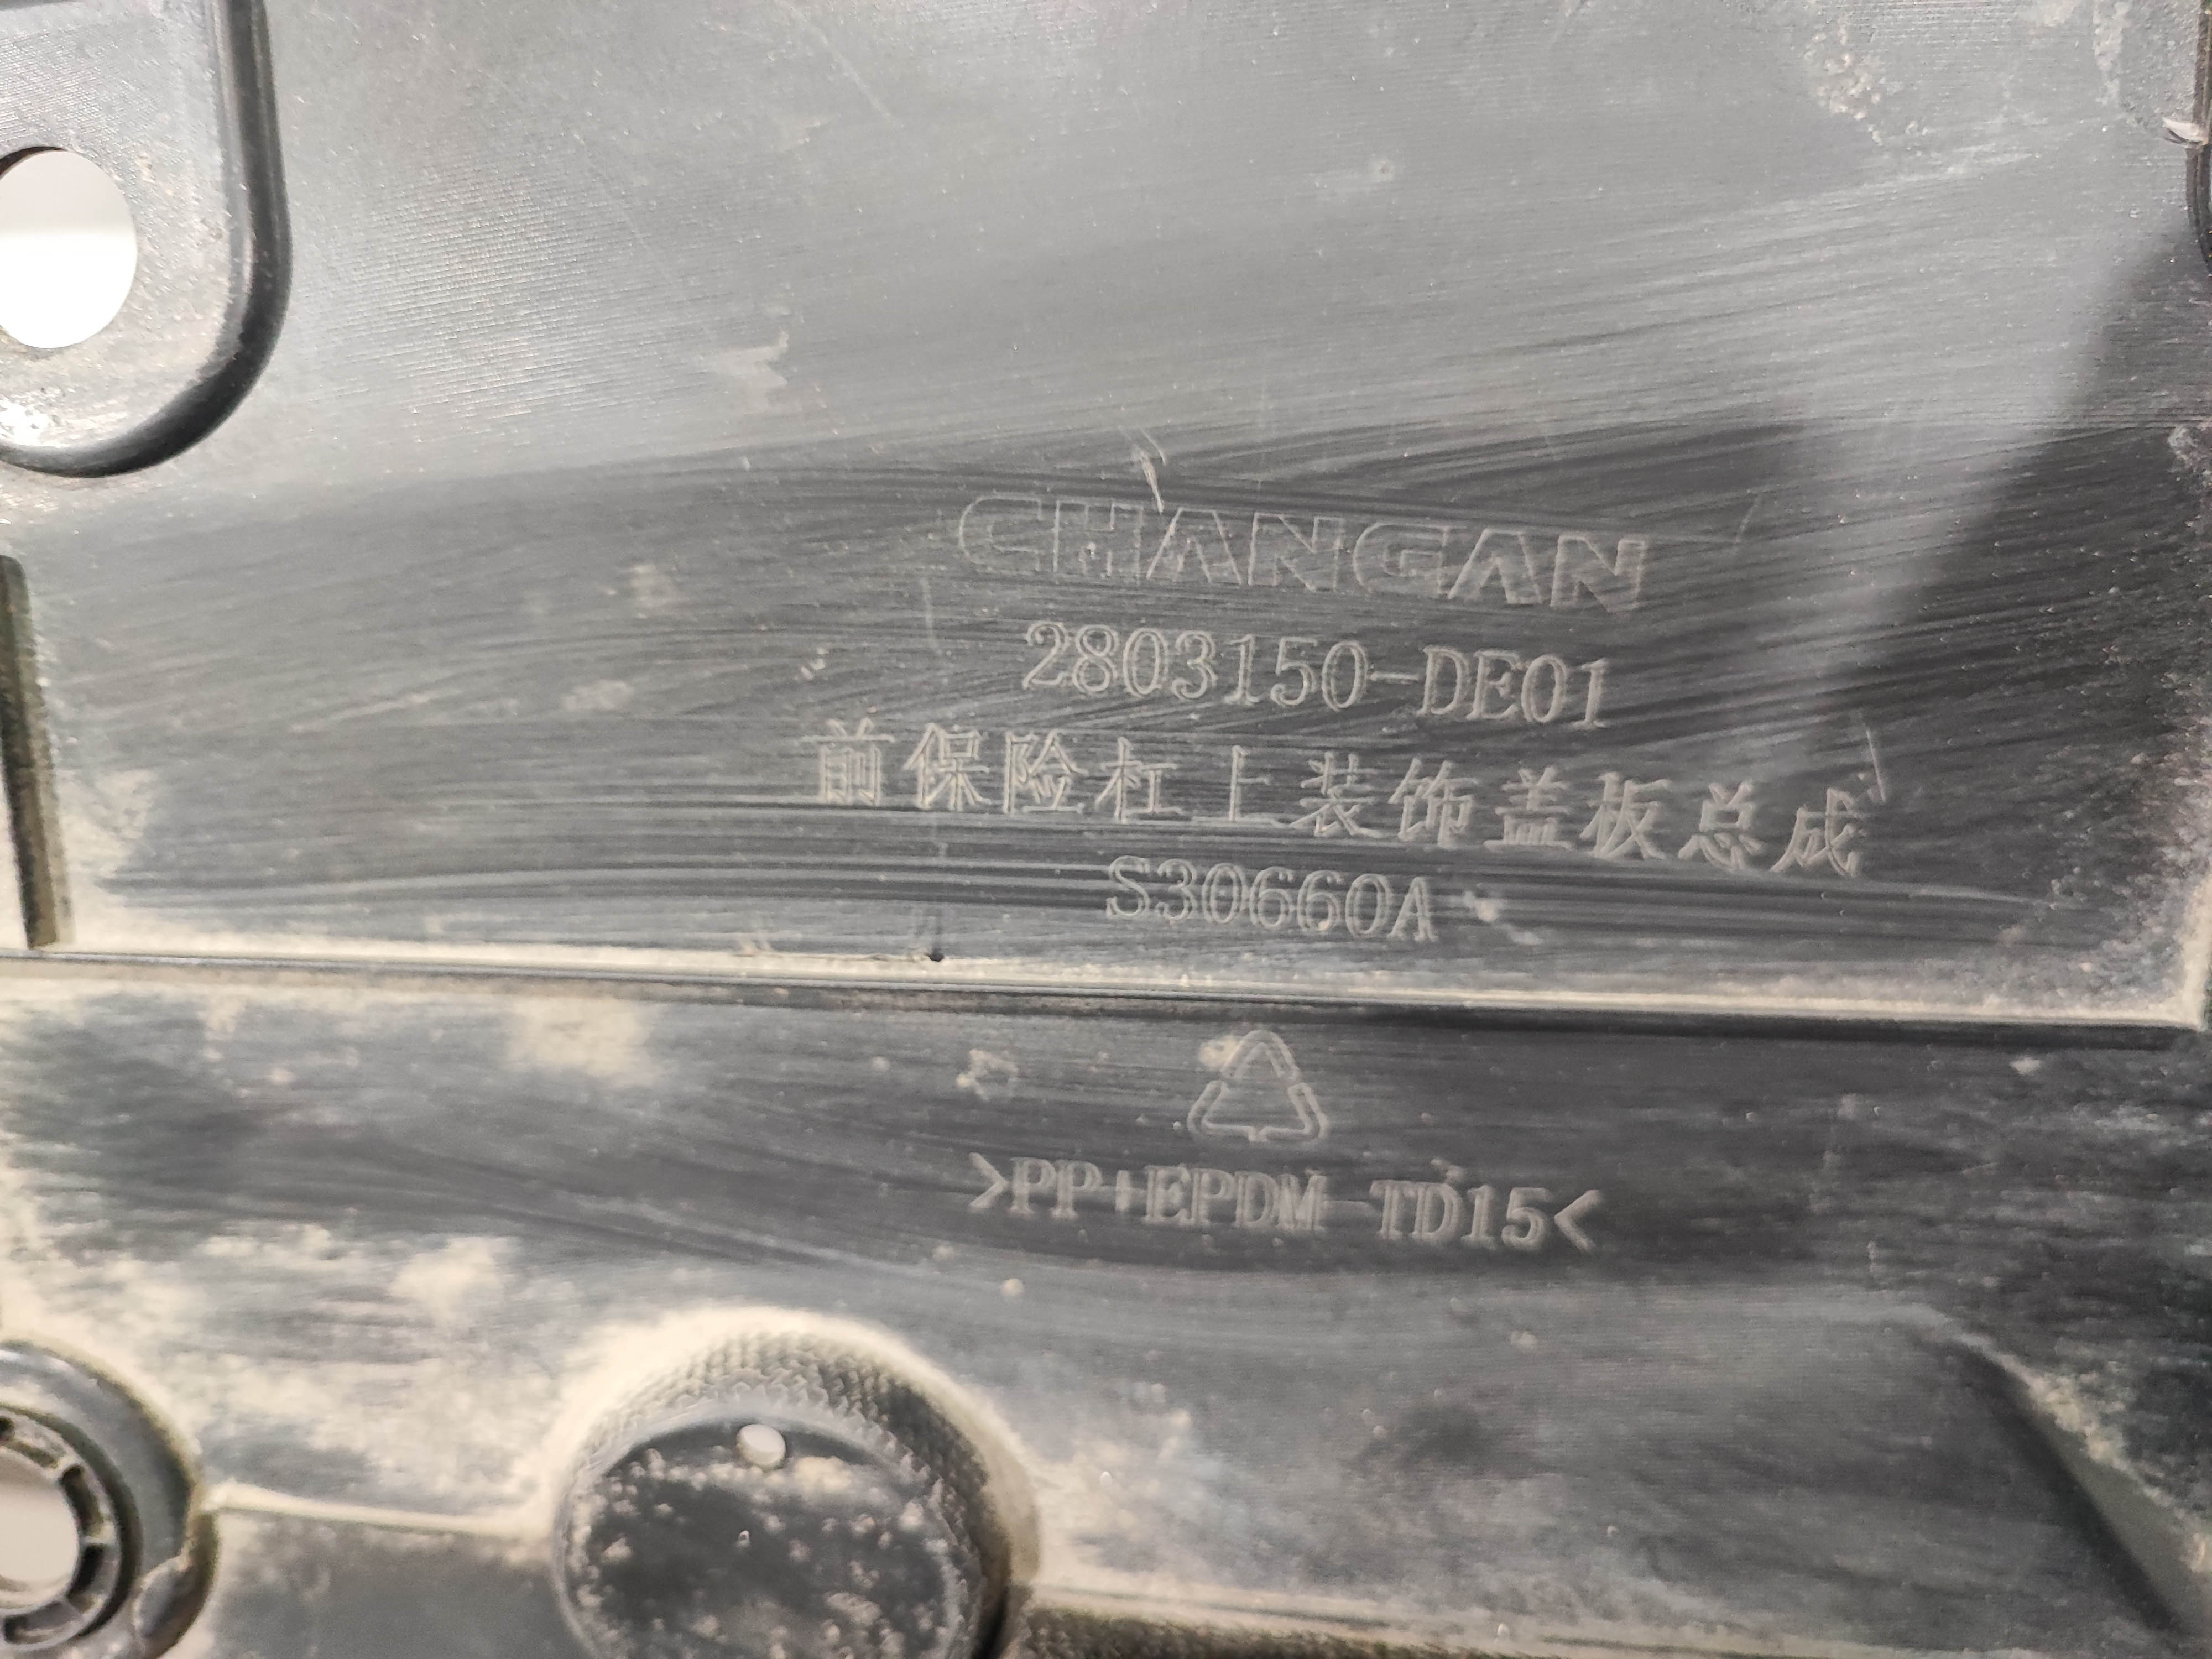 CHANGAN
2803150-DE01
前保险杠上装饰盖板总成
S30660A
>PP+EPDM-TD15<